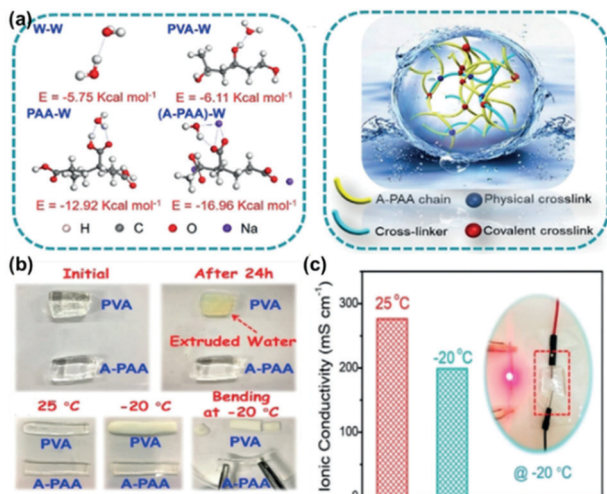 (a)
W-W
PVA-W
E = -5.75 Kcal mol⁻¹
E = -6.11 Kcal mol⁻¹
PAA-W
(A-PAA)-W
E = -12.92 Kcal mol⁻¹
E = -16.96 Kcal mol⁻¹
H C O Na
A-PAA chain
Physical crosslink
Cross-linker
Covalent crosslink
(b)
Initial
After 24h
PVA
PVA
Extruded Water
A-PAA
A-PAA
25 °C
-20 °C
Bending
at -20 °C
PVA
PVA
PVA
A-PAA
A-PAA
A-PAA
(c)
Ionic Conductivity (mS cm⁻¹)
300
200
100
0
25 °C
-20 °C
@ -20 °C